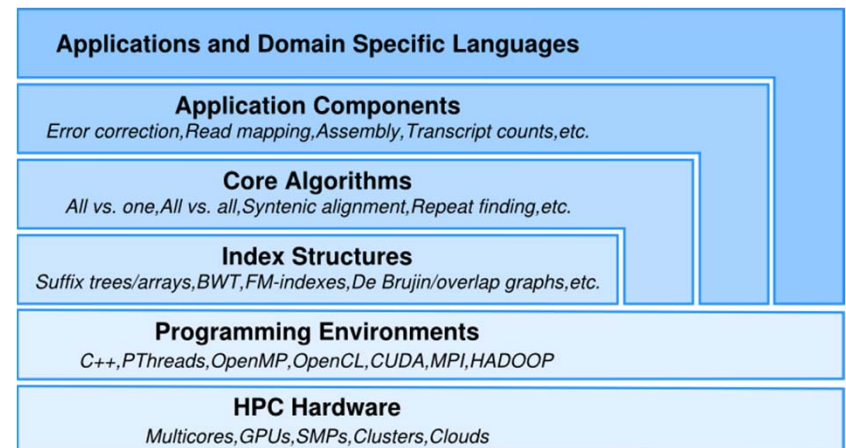 Applications and Domain Specific Languages
Application Components
Error correction,Read mapping,Assembly,Transcript counts,etc.
Core Algorithms
All vs. one,All vs. all,Syntenic alignment,Repeat finding,etc.
Index Structures
Suffix trees/arrays,BWT,FM-indexes,De Brujin/overlap graphs,etc.
Programming Environments
C++,PThreads,OpenMP,OpenCL,CUDA,MPI,HADOOP
HPC Hardware
Multicores,GPUs,SMPs,Clusters,Clouds